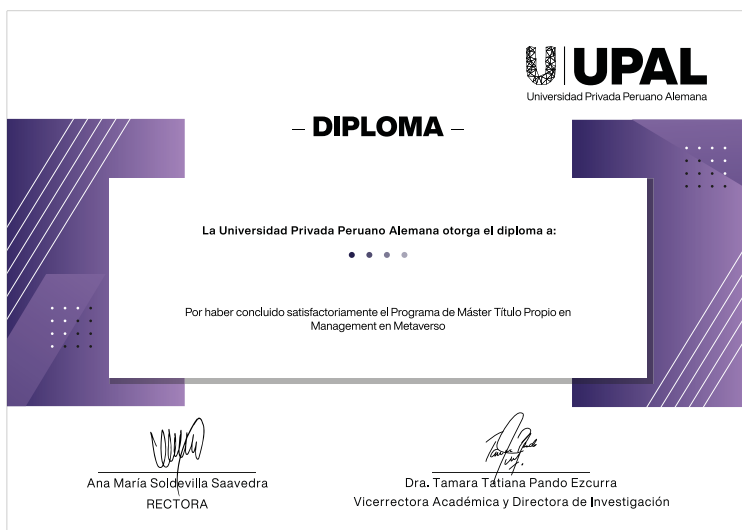 UPAL
Universidad Privada Peruano Alemana
– DIPLOMA –
La Universidad Privada Peruano Alemana otorga el diploma a:
Por haber concluido satisfactoriamente el Programa de Máster Título Propio en
Management en Metaverso
Ana María Soldevilla Saavedra
RECTORA
Dra. Tamara Tatiana Pando Ezcurra
Vicerrectora Académica y Directora de Investigación